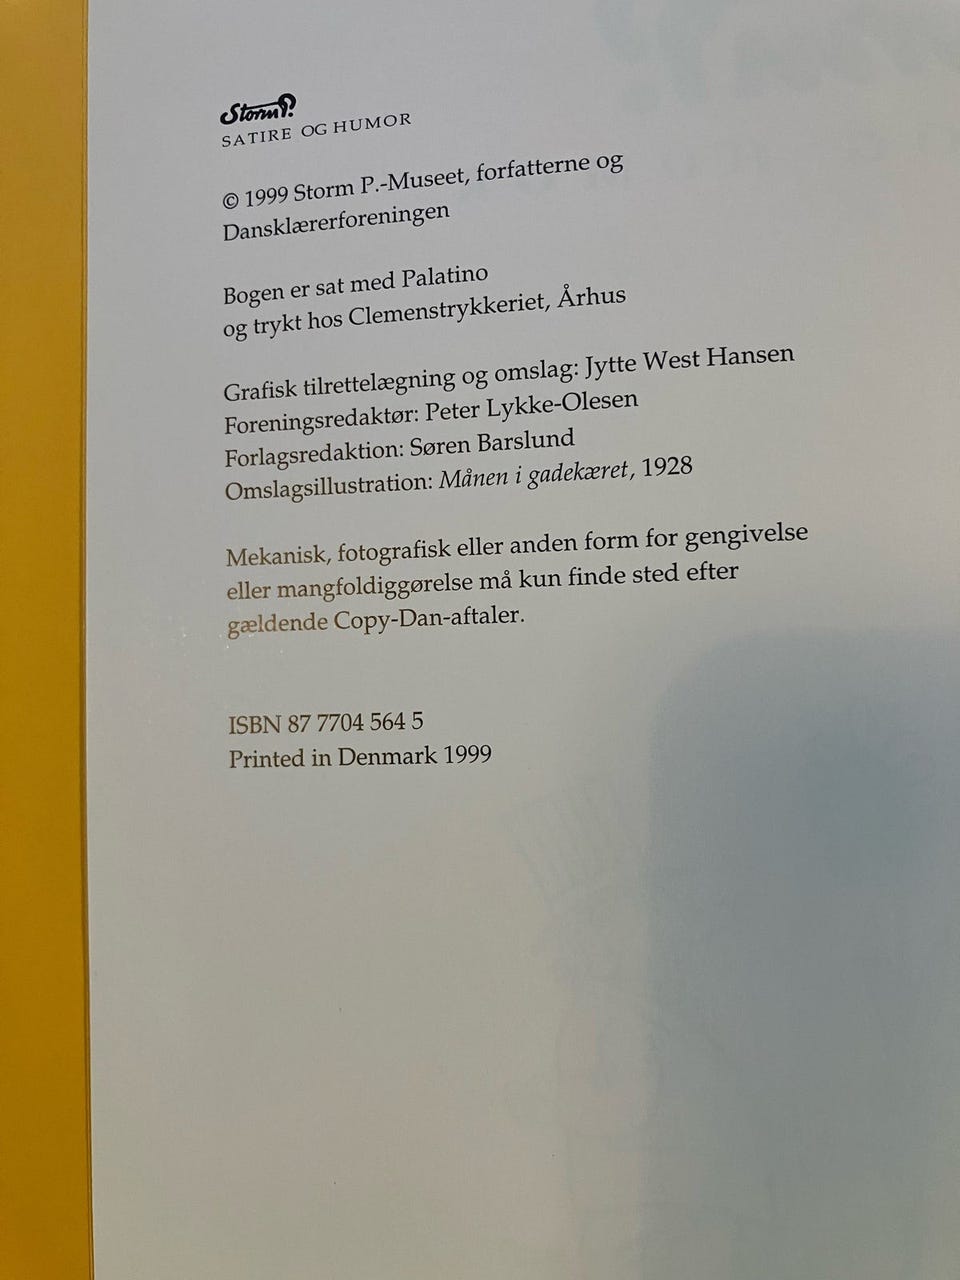 Storm P.
SATIRE OG HUMOR
© 1999 Storm P.-Museet, forfatterne og
Dansklærerforeningen
Bogen er sat med Palatino
og trykt hos Clemenstrykkeriet, Århus
Grafisk tilrettelægning og omslag: Jytte West Hansen
Foreningsredaktør: Peter Lykke-Olesen
Forlagsredaktion: Søren Barslund
Omslagsillustration: Månen i gadekæret, 1928
Mekanisk, fotografisk eller anden form for gengivelse
eller mangfoldiggørelse må kun finde sted efter
gældende Copy-Dan-aftaler.
ISBN 87 7704 564 5
Printed in Denmark 1999